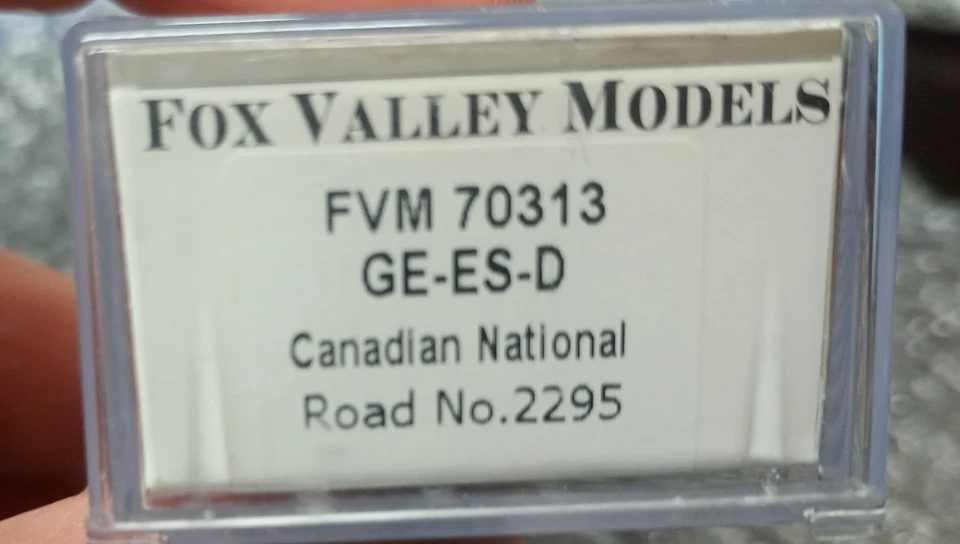 FOX VALLEY MODELS
FVM 70313
GE-ES-D
Canadian National
Road No.2295